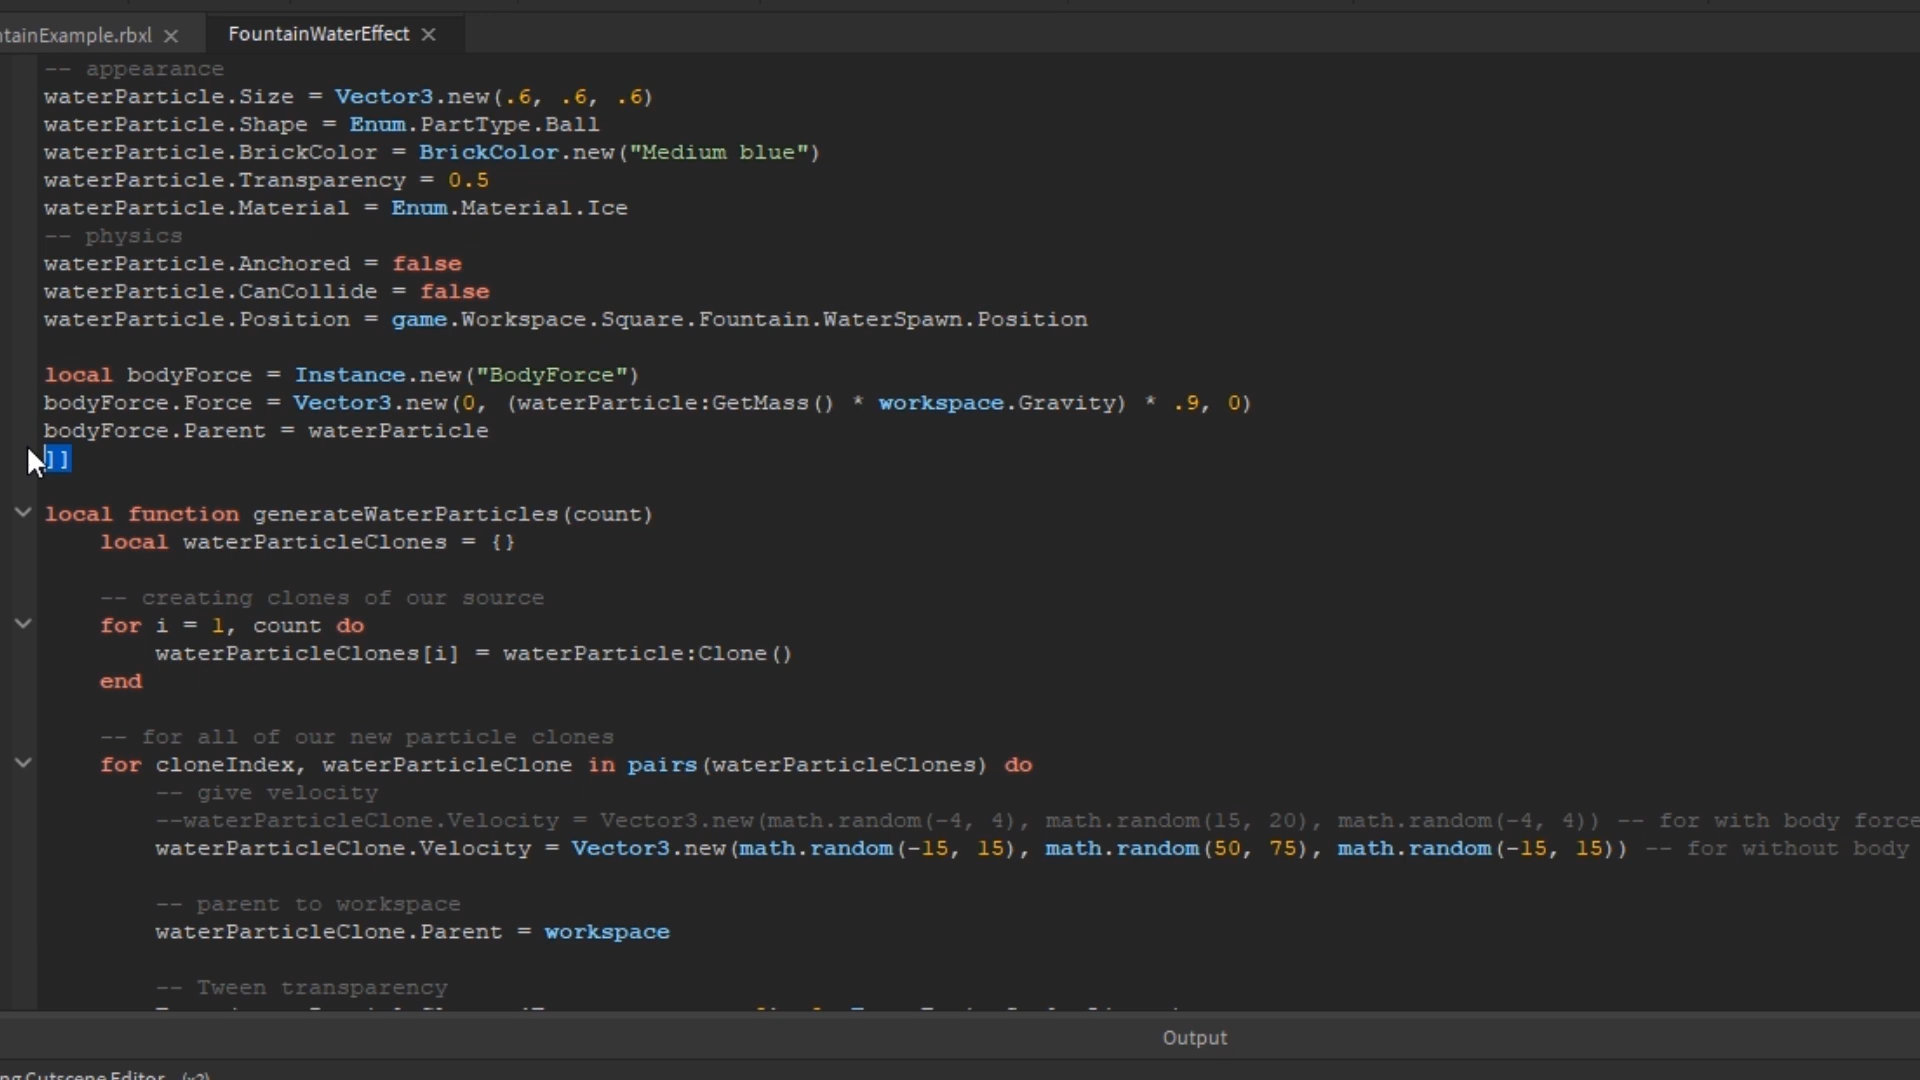 tainExample.rbxl
FountainWaterEffect
-- appearance
waterParticle.Size = Vector3.new(.6, .6, .6)
waterParticle.Shape = Enum.PartType.Ball
waterParticle.BrickColor = BrickColor.new("Medium blue")
waterParticle.Transparency = 0.5
waterParticle.Material = Enum.Material.Ice
-- physics
waterParticle.Anchored = false
waterParticle.CanCollide = false
waterParticle.Position = game.Workspace.Square.Fountain.WaterSpawn.Position
local bodyForce = Instance.new("BodyForce")
bodyForce.Force = Vector3.new(0, (waterParticle:GetMass() * workspace.Gravity) * .9, 0)
bodyForce.Parent = waterParticle
]]
local function generateWaterParticles(count)
local waterParticleClones = {}
-- creating clones of our source
for i = 1, count do
waterParticleClones[i] = waterParticle:Clone()
end
-- for all of our new particle clones
for cloneIndex, waterParticleClone in pairs(waterParticleClones) do
-- give velocity
--waterParticleClone.Velocity = Vector3.new(math.random(-4, 4), math.random(15, 20), math.random(-4, 4)) -- for with body force
waterParticleClone.Velocity = Vector3.new(math.random(-15, 15), math.random(50, 75), math.random(-15, 15)) -- for without body
-- parent to workspace
waterParticleClone.Parent = workspace
-- Tween transparency
Output
ng Cutscene Editor (x2)